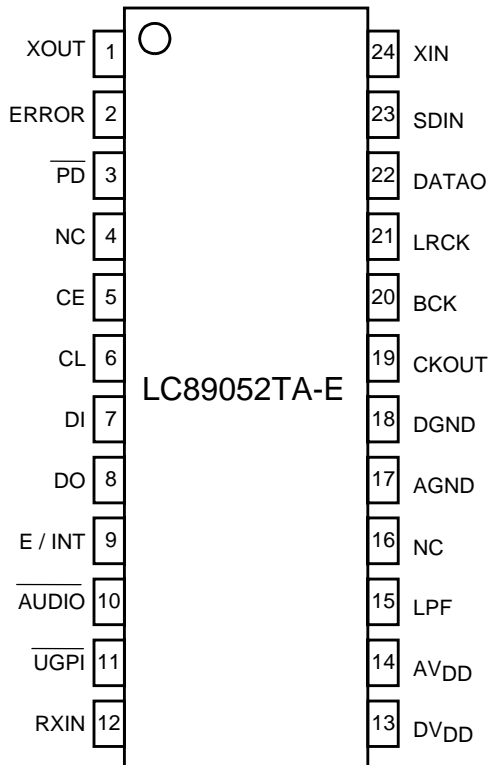 XOUT 1
ERROR 2
PD 3
NC 4
CE 5
CL 6
DI 7
DO 8
E / INT 9
AUDIO 10
UGPI 11
RXIN 12
LC89052TA-E
24 XIN
23 SDIN
22 DATAO
21 LRCK
20 BCK
19 CKOUT
18 DGND
17 AGND
16 NC
15 LPF
14 AVDD
13 DVDD